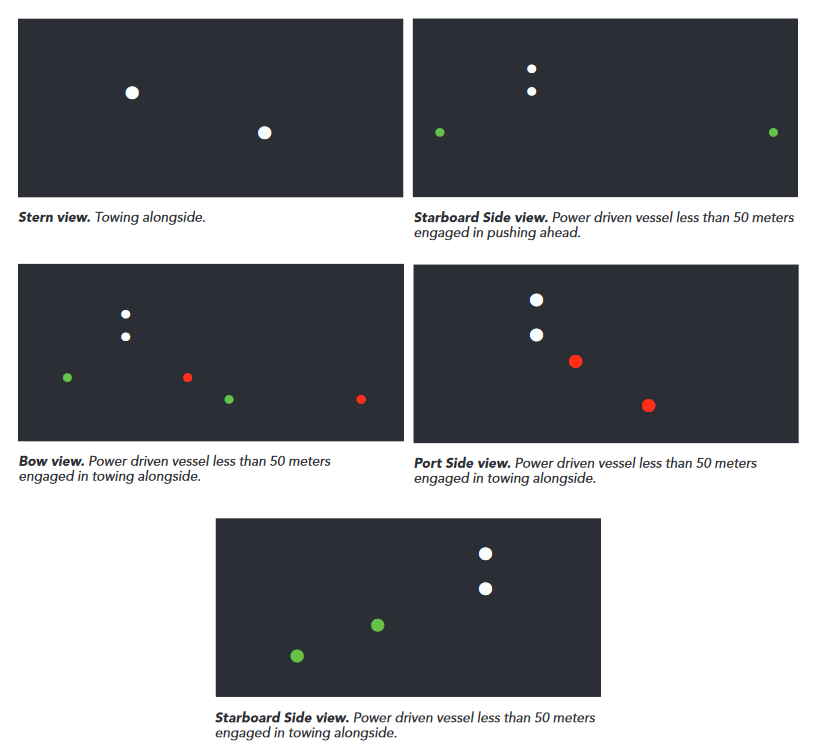 Stern view. Towing alongside.
Starboard Side view. Power driven vessel less than 50 meters
engaged in pushing ahead.
Bow view. Power driven vessel less than 50 meters
engaged in towing alongside.
Port Side view. Power driven vessel less than 50 meters
engaged in towing alongside.
Starboard Side view. Power driven vessel less than 50 meters
engaged in towing alongside.